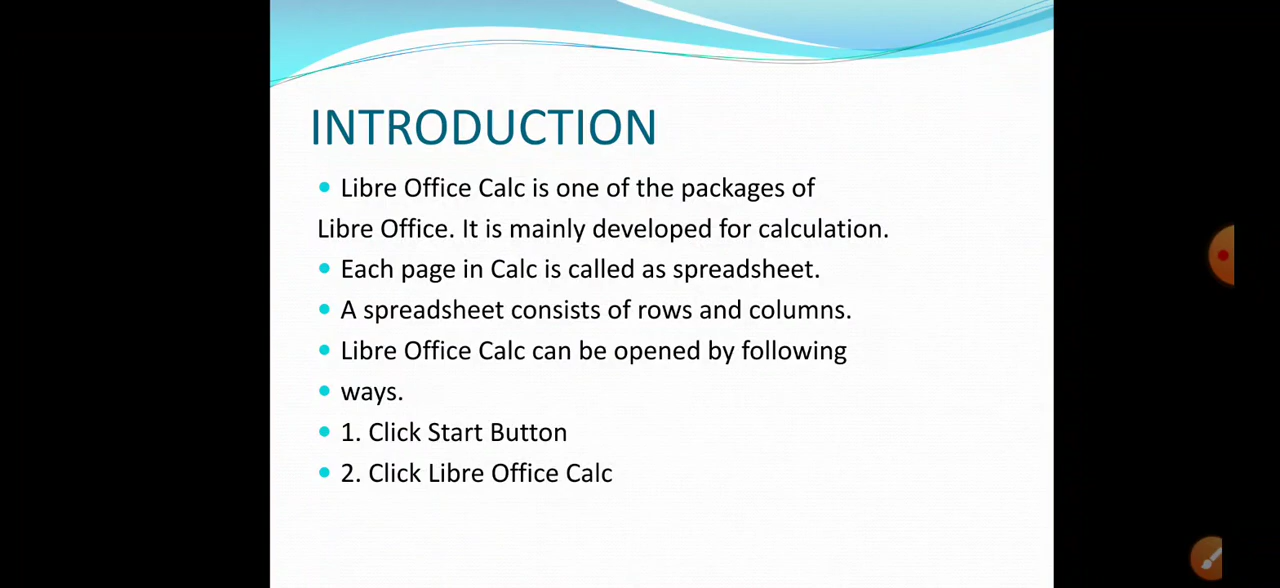 INTRODUCTION
• Libre Office Calc is one of the packages of
Libre Office. It is mainly developed for calculation.
• Each page in Calc is called as spreadsheet.
• A spreadsheet consists of rows and columns.
• Libre Office Calc can be opened by following
• ways.
• 1. Click Start Button
• 2. Click Libre Office Calc